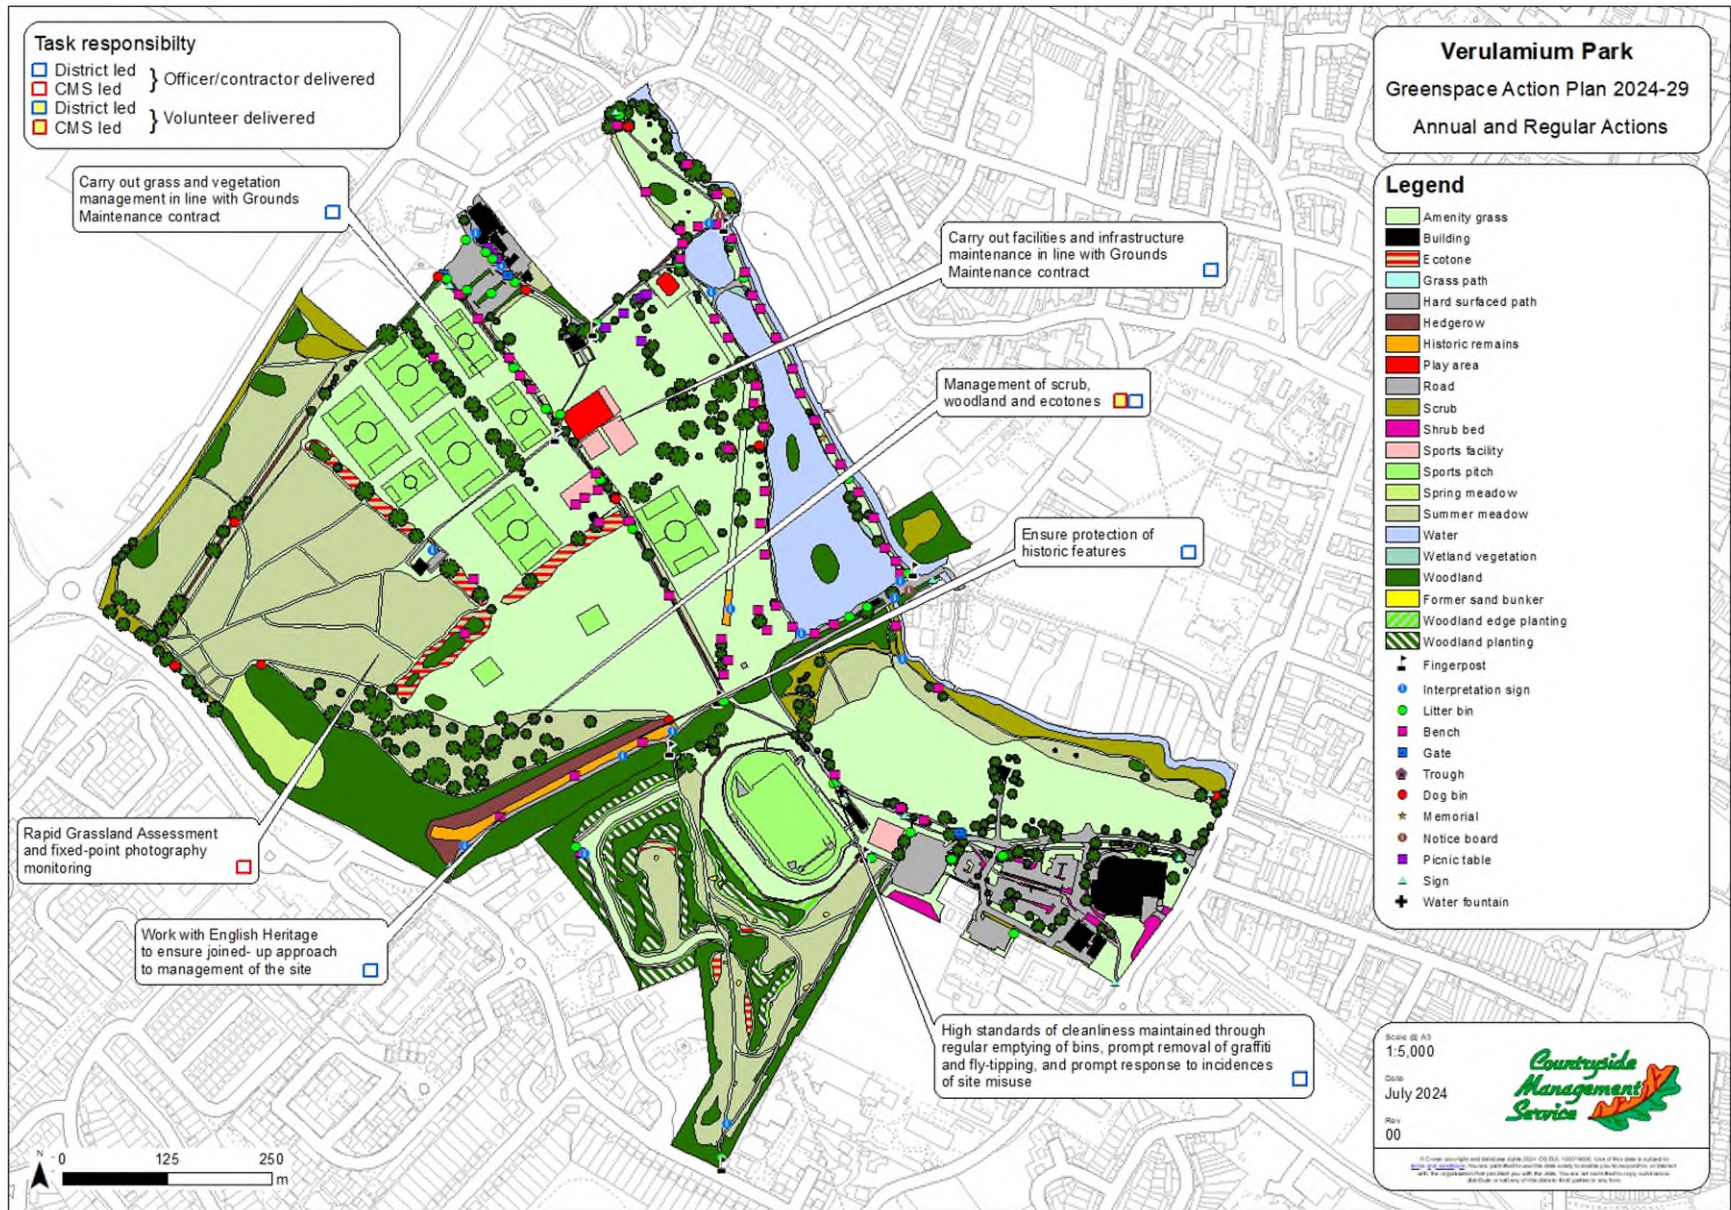 Task responsibilty
District led
CMS led
} Officer/contractor delivered
District led
CMS led
} Volunteer delivered
Verulamium Park
Greenspace Action Plan 2024-29
Annual and Regular Actions
Carry out grass and vegetation
management in line with Grounds
Maintenance contract
Carry out facilities and infrastructure
maintenance in line with Grounds
Maintenance contract
Management of scrub,
woodland and ecotones
Ensure protection of
historic features
Rapid Grassland Assessment
and fixed-point photography
monitoring
Work with English Heritage
to ensure joined- up approach
to management of the site
High standards of cleanliness maintained through
regular emptying of bins, prompt removal of graffiti
and fly-tipping, and prompt response to incidences
of site misuse
Legend
Amenity grass
Building
Ecotone
Grass path
Hard surfaced path
Hedgerow
Historic remains
Play area
Road
Scrub
Shrub bed
Sports facility
Sports pitch
Spring meadow
Summer meadow
Water
Wetland vegetation
Woodland
Former sand bunker
Woodland edge planting
Woodland planting
Fingerpost
Interpretation sign
Litter bin
Bench
Gate
Trough
Dog bin
Memorial
Notice board
Picnic table
Sign
Water fountain
N
0 125 250
m
Scale @ A3
1:5,000
Date
July 2024
Rev
00
Countryside
Management
Service